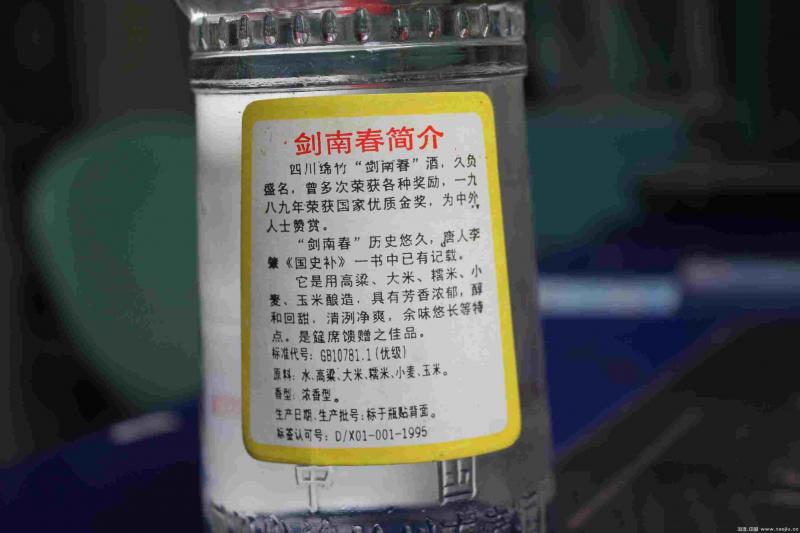 剑南春简介
四川绵竹“剑南春”酒，久负
盛名，曾多次荣获各种奖励，一九
八九年荣获国家优质金奖，为中外
人士赞赏。
“剑南春”历史悠久，唐人李
肇《国史补》一书中已有记载。
它是用高粱、大米、糯米、小
麦、玉米酿造，具有芳香浓郁，醇
和回甜，清洌净爽，余味悠长等特
点。是筵席馈赠之佳品。
标准代号：GB10781.1(优级)
原料：水、高粱、大米、糯米、小麦、玉米。
香型：浓香型。
生产日期、生产批号：标于瓶贴背面。
标签认可号：D/X01-001-1995
中国